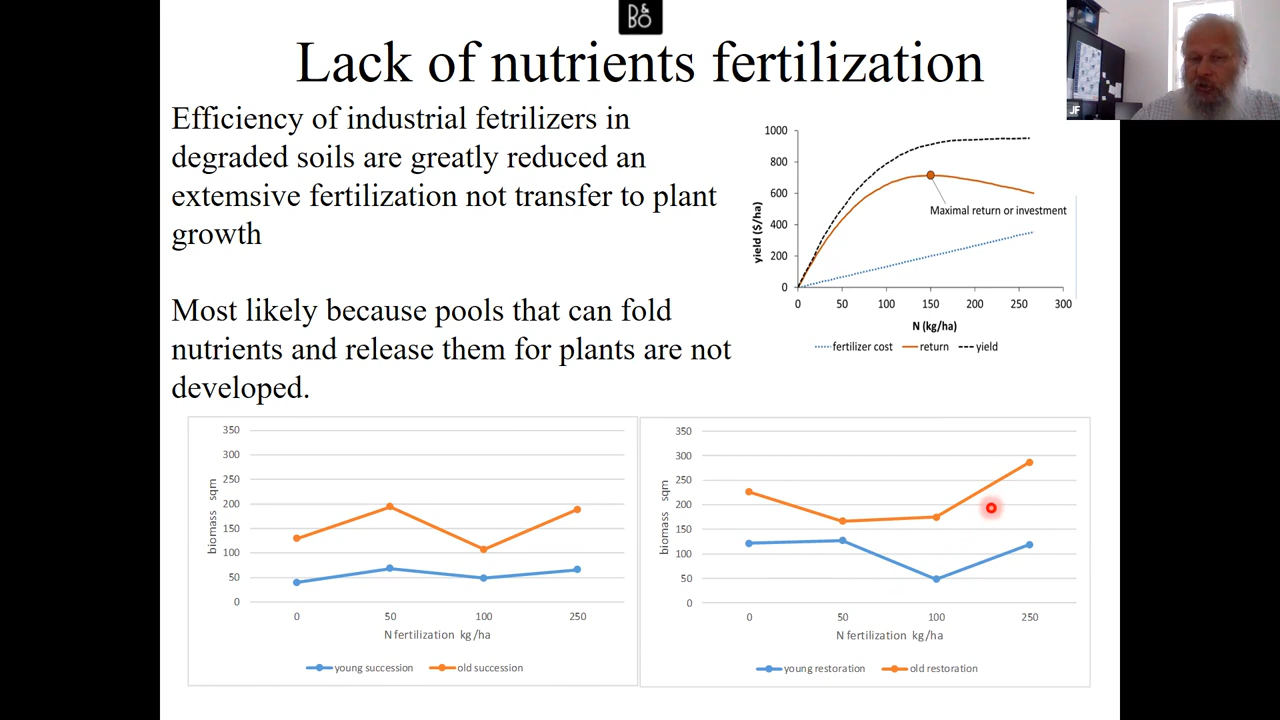 B&O
Lack of nutrients fertilization
JF
Efficiency of industrial fetrilizers in
degraded soils are greatly reduced an
extemsive fertilization not transfer to plant
growth
Most likely because pools that can fold
nutrients and release them for plants are not
developed.
1000
800
600
400
200
0
yield ($/ha)
Maximal return or investment
0 50 100 150 200 250 300
N (kg/ha)
fertilizer cost return yield
350
300
250
200
150
100
50
0
biomass sqm
0 50 100 250
N fertilization kg/ha
young succession old succession
350
300
250
200
150
100
50
0
biomass sqm
0 50 100 250
N fertilization kg/ha
young restoration old restoration